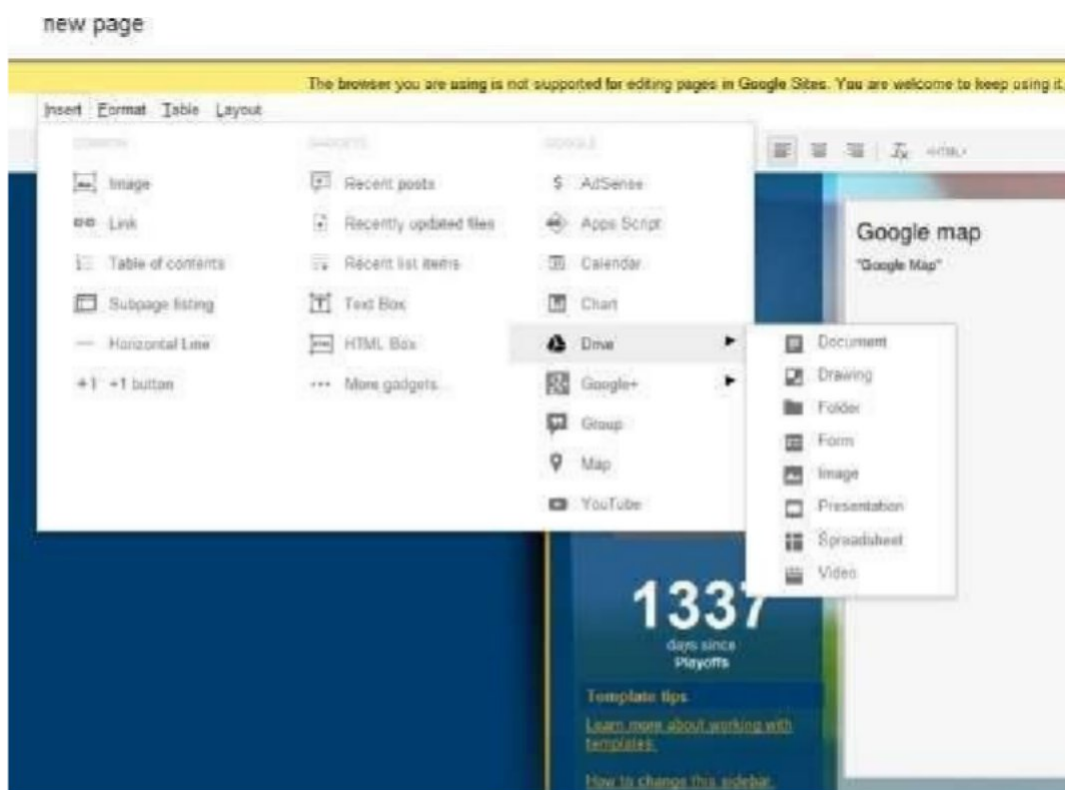 new page
The browser you are using is not supported for editing pages in Google Sites. You are welcome to keep using it,
Insert Format Table Layout
COMMON
Image
Link
Table of contents
Subpage listing
Horizontal Line
+1 +1 button
GADGETS
Recent posts
Recently updated files
Recent list items
Text Box
HTML Box
More gadgets...
GOOGLE
$ AdSense
Apps Script
Calendar
Chart
Drive
Google+
Group
Map
YouTube
Document
Drawing
Folder
Form
Image
Presentation
Spreadsheet
Video
<HTML>
Google map
"Google Map"
1337
days since
Playoffs
Template tips
Learn more about working with
templates.
How to change this sidebar.